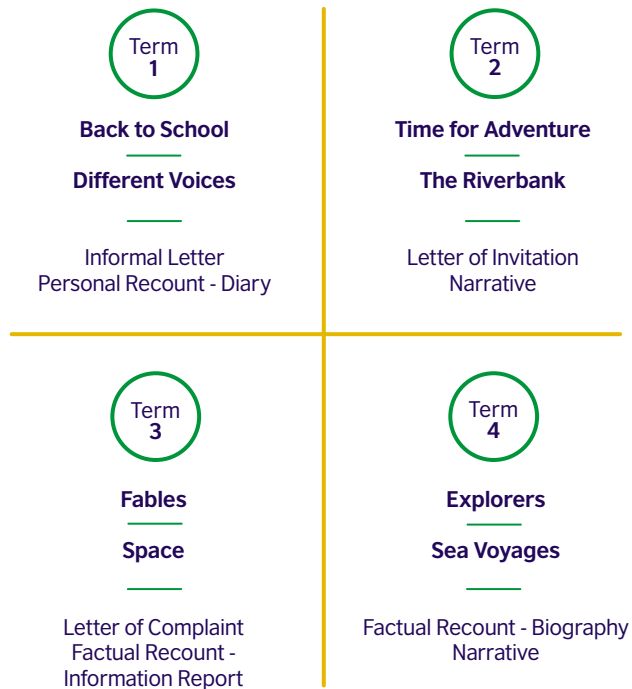 Term
1
Back to School
Different Voices
Informal Letter
Personal Recount - Diary
Term
2
Time for Adventure
The Riverbank
Letter of Invitation
Narrative
Term
3
Fables
Space
Letter of Complaint
Factual Recount -
Information Report
Term
4
Explorers
Sea Voyages
Factual Recount - Biography
Narrative